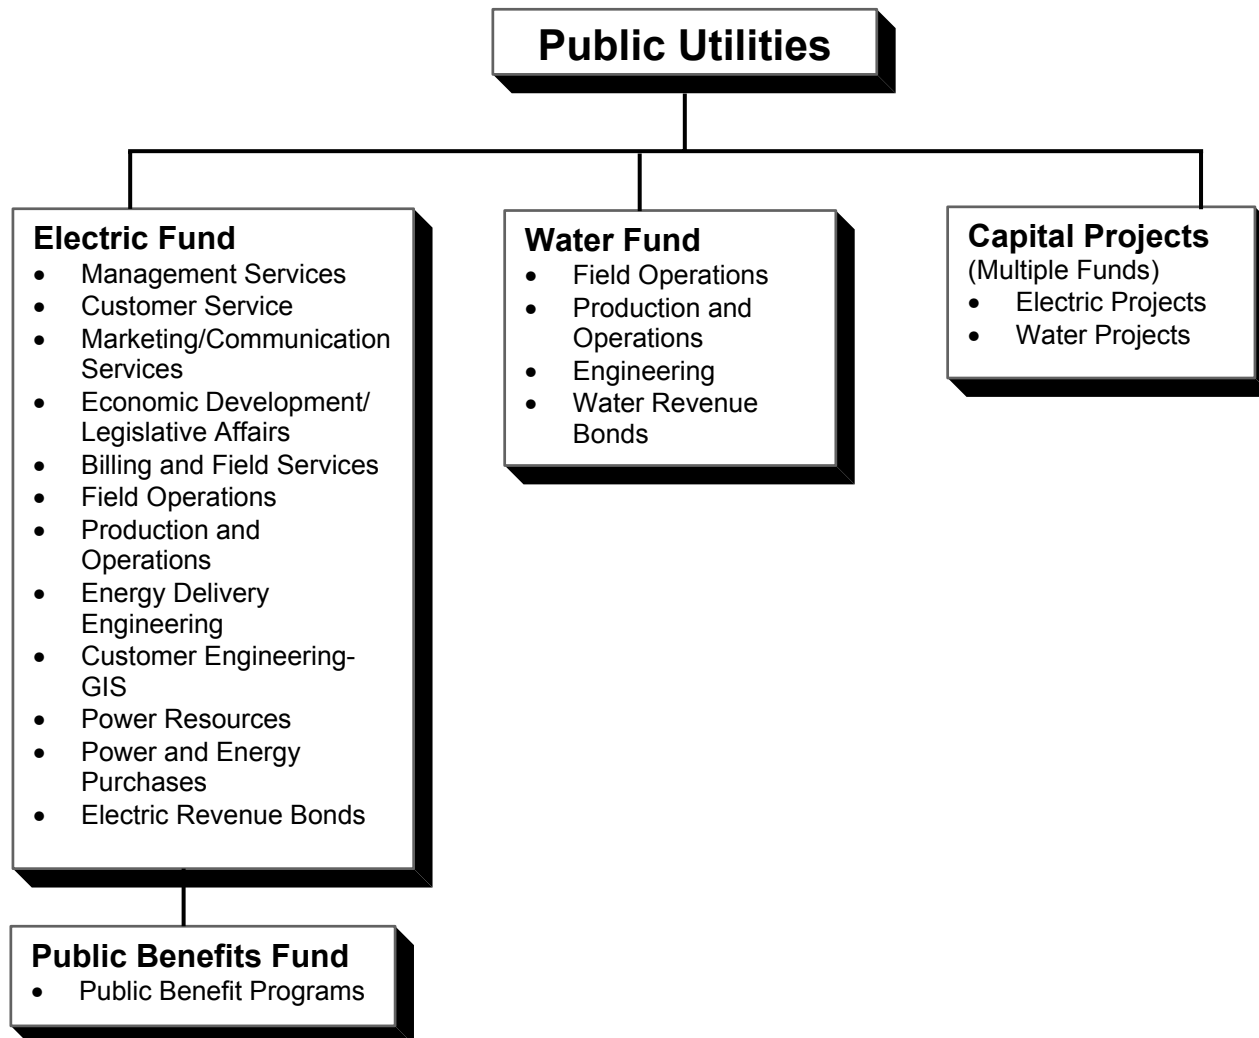 Public Utilities
Electric Fund
• Management Services
• Customer Service
• Marketing/Communication
Services
• Economic Development/
Legislative Affairs
• Billing and Field Services
• Field Operations
• Production and
Operations
• Energy Delivery
Engineering
• Customer Engineering-
GIS
• Power Resources
• Power and Energy
Purchases
• Electric Revenue Bonds
Public Benefits Fund
• Public Benefit Programs
Water Fund
• Field Operations
• Production and
Operations
• Engineering
• Water Revenue
Bonds
Capital Projects
(Multiple Funds)
• Electric Projects
• Water Projects